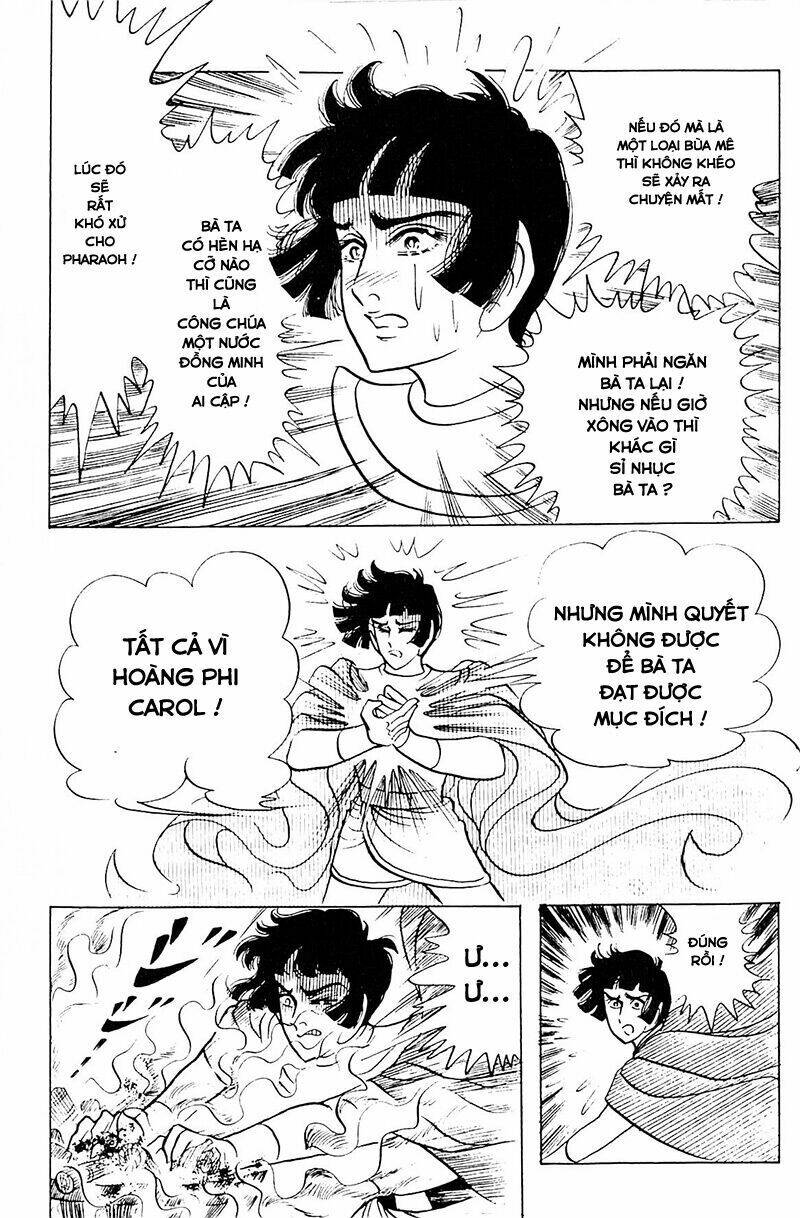 NẾU ĐÓ MÀ LÀ
MỘT LOẠI BÙA MÊ
THÌ KHÔNG KHÉO
SẼ XẢY RA
CHUYỆN MẤT !
MÌNH PHẢI NGĂN
BÀ TA LẠI !
NHƯNG NẾU GIỜ
XÔNG VÀO THÌ
KHÁC GÌ
SỈ NHỤC
BÀ TA ?
BÀ TA
CÓ HÈN HẠ
CỠ NÀO
THÌ CŨNG
LÀ
CÔNG CHÚA
MỘT NƯỚC
ĐỒNG MINH
CỦA
AI CẬP !
LÚC ĐÓ
SẼ
RẤT
KHÓ XỬ
CHO
PHARAOH !
NHƯNG MÌNH QUYẾT
KHÔNG ĐƯỢC
ĐỂ BÀ TA
ĐẠT ĐƯỢC
MỤC ĐÍCH !
TẤT CẢ VÌ
HOÀNG PHI
CAROL !
ĐÚNG
RỒI !
Ư...
Ư...